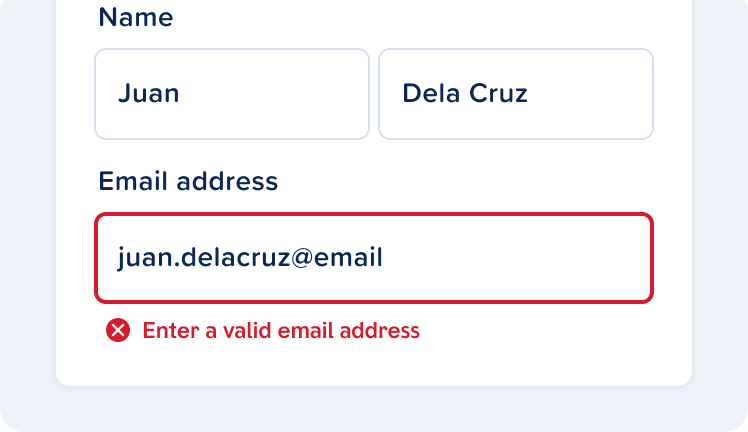 Name
Juan Dela Cruz
Email address
juan.delacruz@email
Enter a valid email address